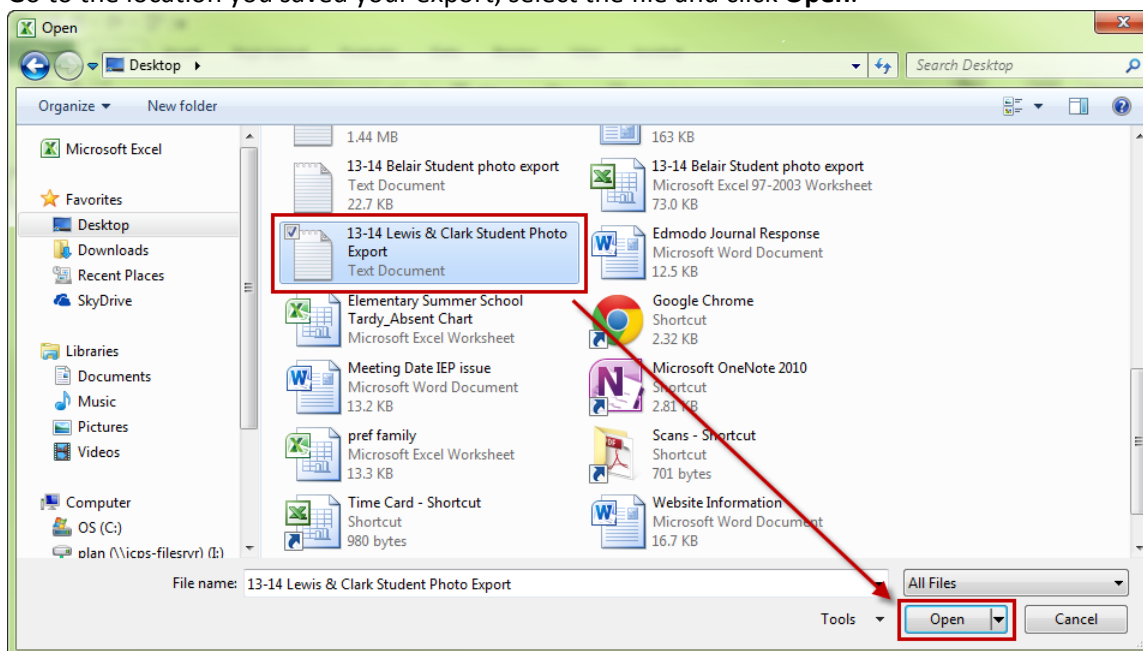 Go to the location you saved your export, select the file and click Open.
Open
Desktop
Search Desktop
Organize
New folder
Microsoft Excel
Favorites
Desktop
Downloads
Recent Places
SkyDrive
Libraries
Documents
Music
Pictures
Videos
Computer
OS (C:)
plan (\\icps-filesrvr) (I:)
1.44 MB
163 KB
13-14 Belair Student photo export
Text Document
22.7 KB
13-14 Belair Student photo export
Microsoft Excel 97-2003 Worksheet
73.0 KB
13-14 Lewis & Clark Student Photo
Export
Text Document
Edmodo Journal Response
Microsoft Word Document
12.5 KB
Elementary Summer School
Tardy_Absent Chart
Microsoft Excel Worksheet
Google Chrome
Shortcut
2.32 KB
Meeting Date IEP issue
Microsoft Word Document
13.2 KB
Microsoft OneNote 2010
Shortcut
2.81 KB
pref family
Microsoft Excel Worksheet
13.3 KB
Scans - Shortcut
Shortcut
701 bytes
Time Card - Shortcut
Shortcut
980 bytes
Website Information
Microsoft Word Document
16.7 KB
File name: 13-14 Lewis & Clark Student Photo Export
All Files
Tools
Open
Cancel